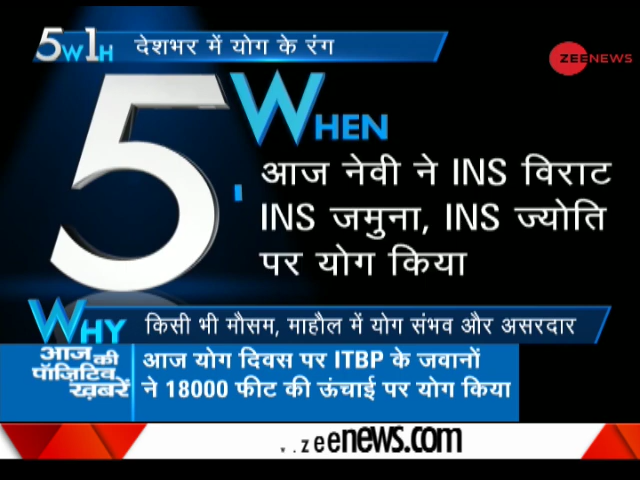 5W1H देशभर में योग के रंग
ZEENEWS
5
WHEN
आज नेवी ने INS विराट
INS जमुना, INS ज्योति
पर योग किया
WHY किसी भी मौसम, माहौल में योग संभव और असरदार
आज की
पॉज़िटिव
ख़बरें
आज योग दिवस पर ITBP के जवानों
ने 18000 फीट की ऊंचाई पर योग किया
zeenews.com